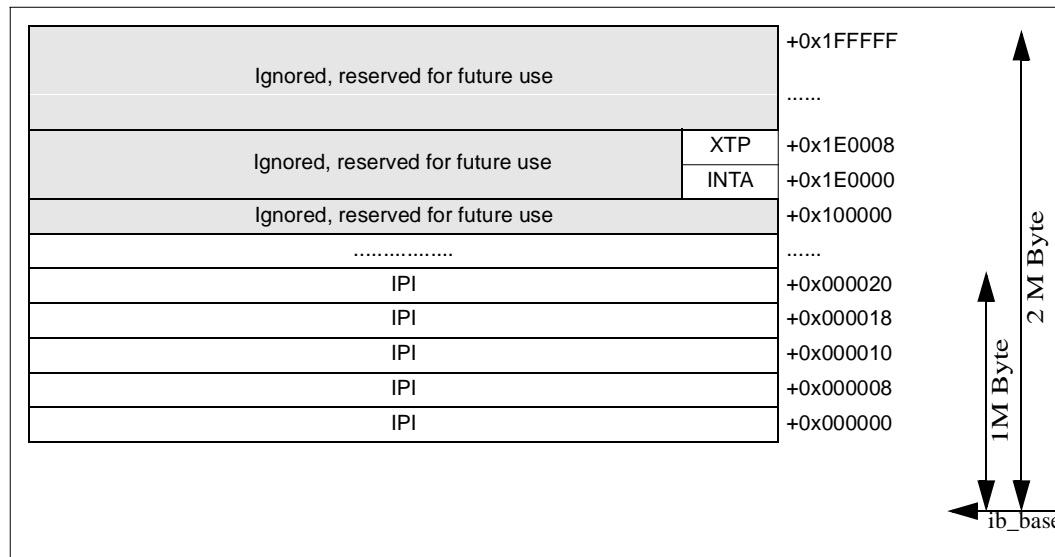 +0x1FFFFF
Ignored, reserved for future use
......
XTP +0x1E0008
Ignored, reserved for future use
INTA +0x1E0000
Ignored, reserved for future use +0x100000
................. ......
IPI +0x000020
IPI +0x000018
IPI +0x000010
IPI +0x000008
IPI +0x000000
1M Byte
2 M Byte
ib_base